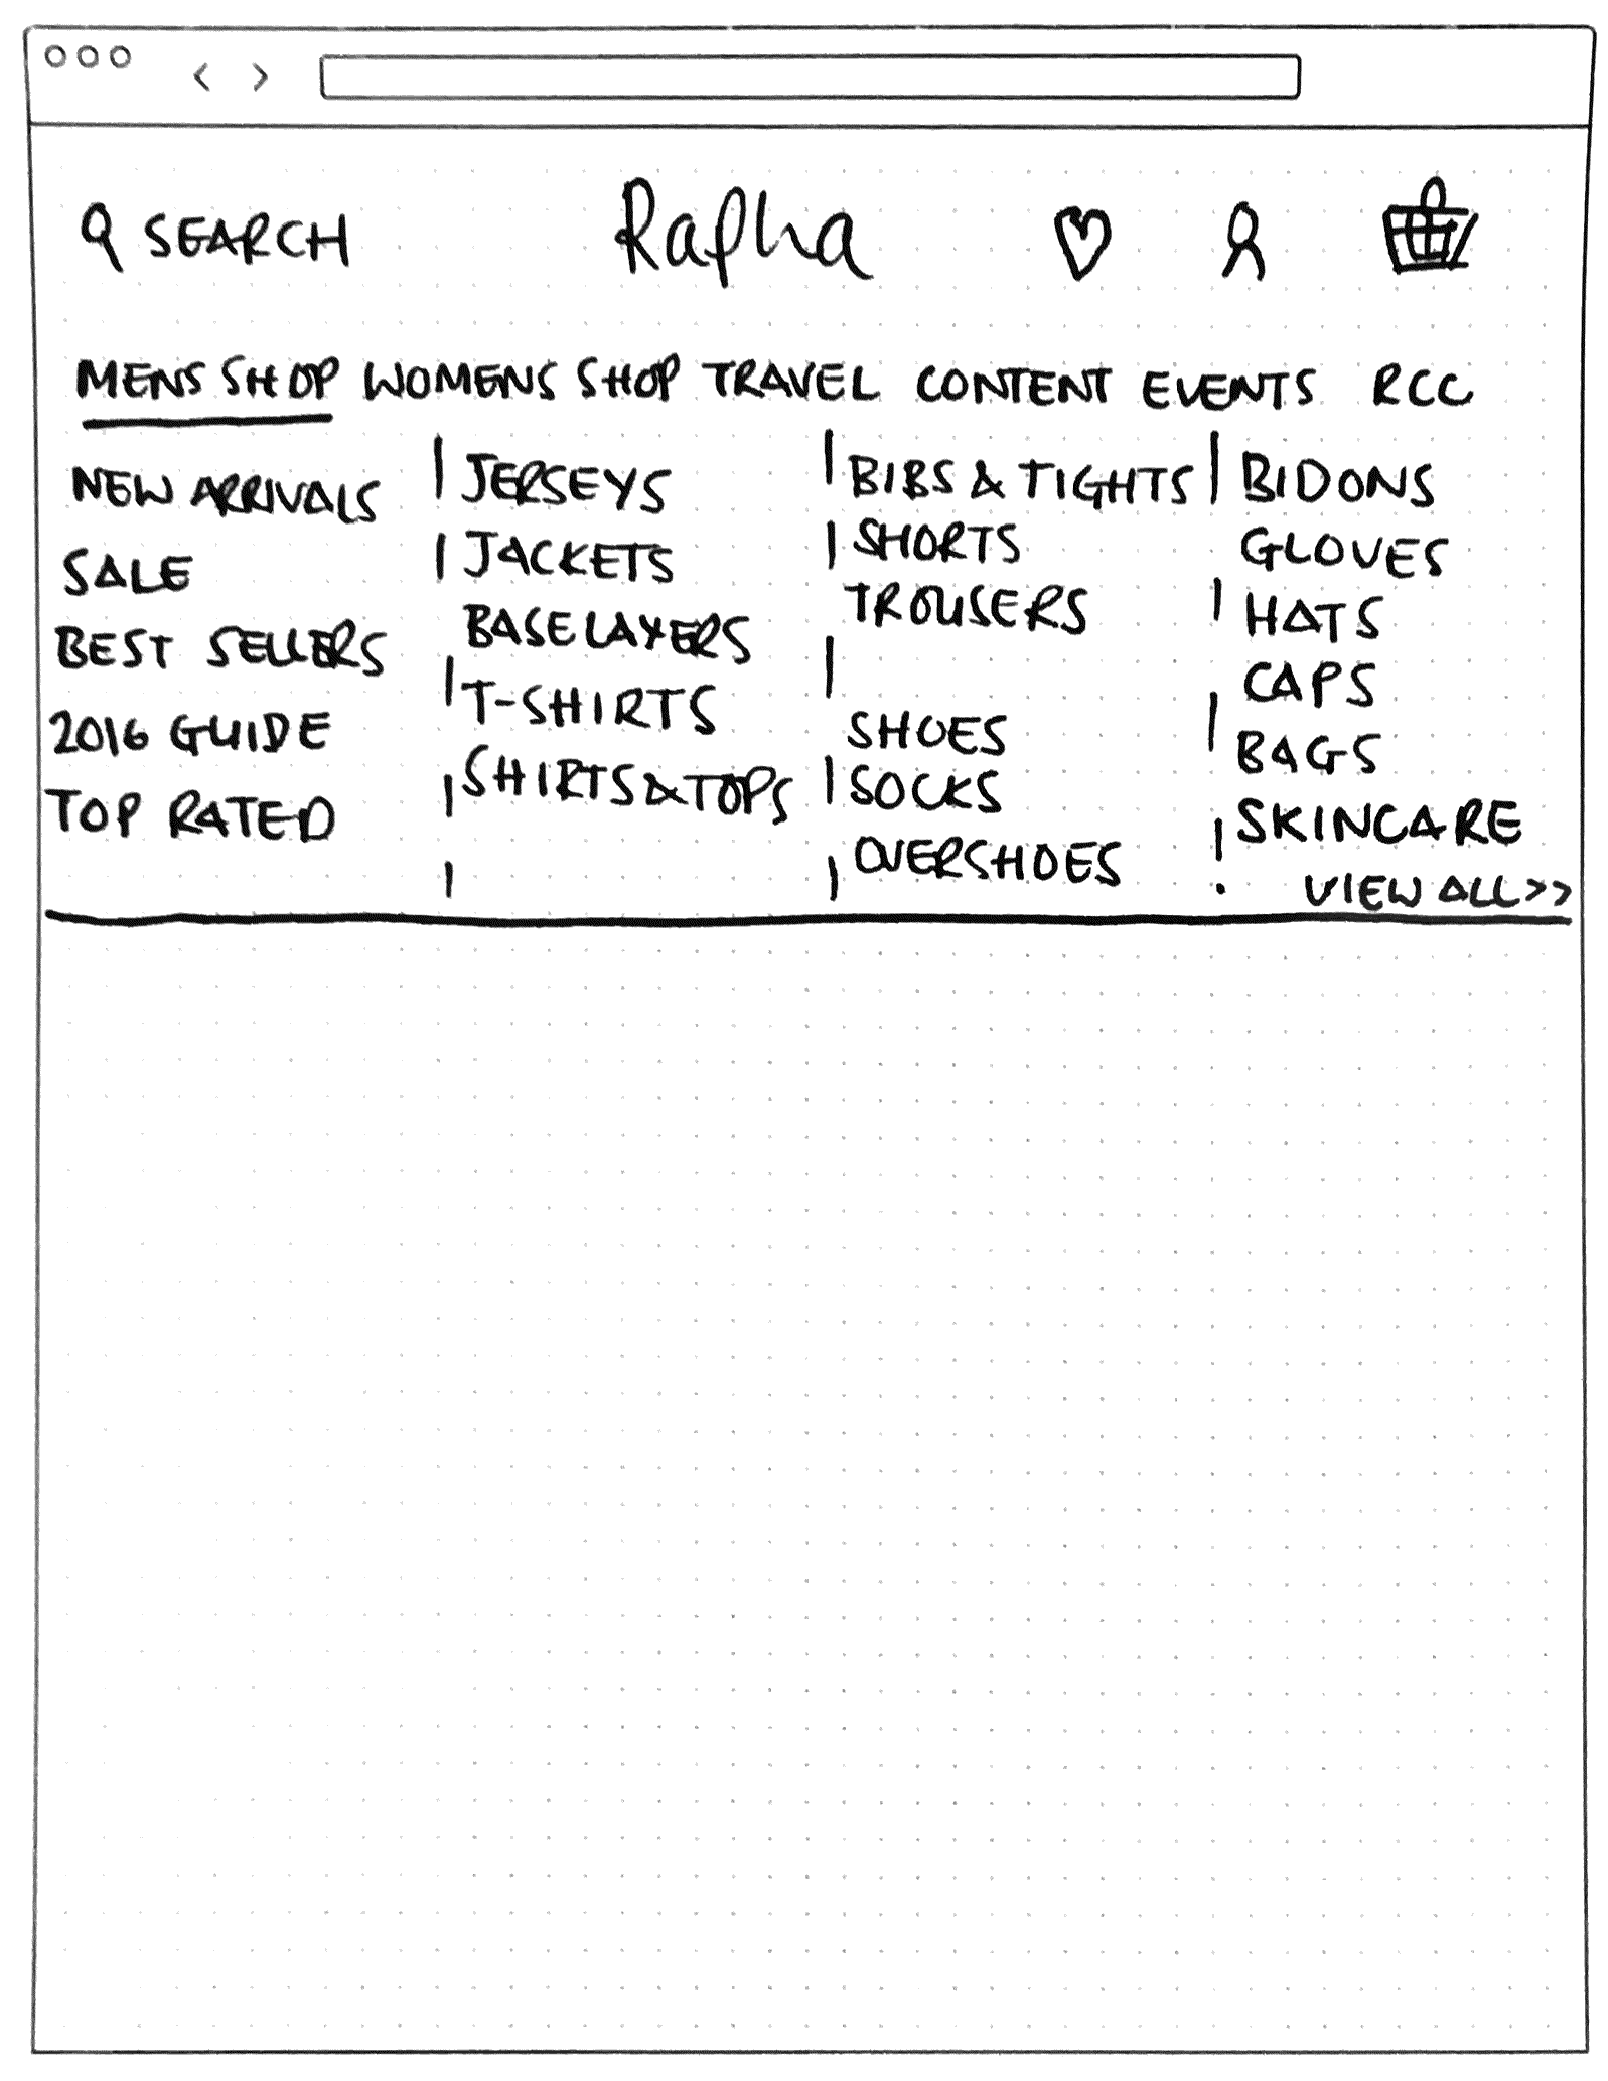 SEARCH
Rapha
MENS SHOP WOMENS SHOP TRAVEL CONTENT EVENTS RCC
NEW ARRIVALS
SALE
BEST SELLERS
2016 GUIDE
TOP RATED
JERSEYS
JACKETS
BASELAYERS
T-SHIRTS
SHIRTS & TOPS
BIBS & TIGHTS
SHORTS
TROUSERS
SHOES
SOCKS
OVERSHOES
BIDONS
GLOVES
HATS
CAPS
BAGS
SKINCARE
VIEW ALL >>